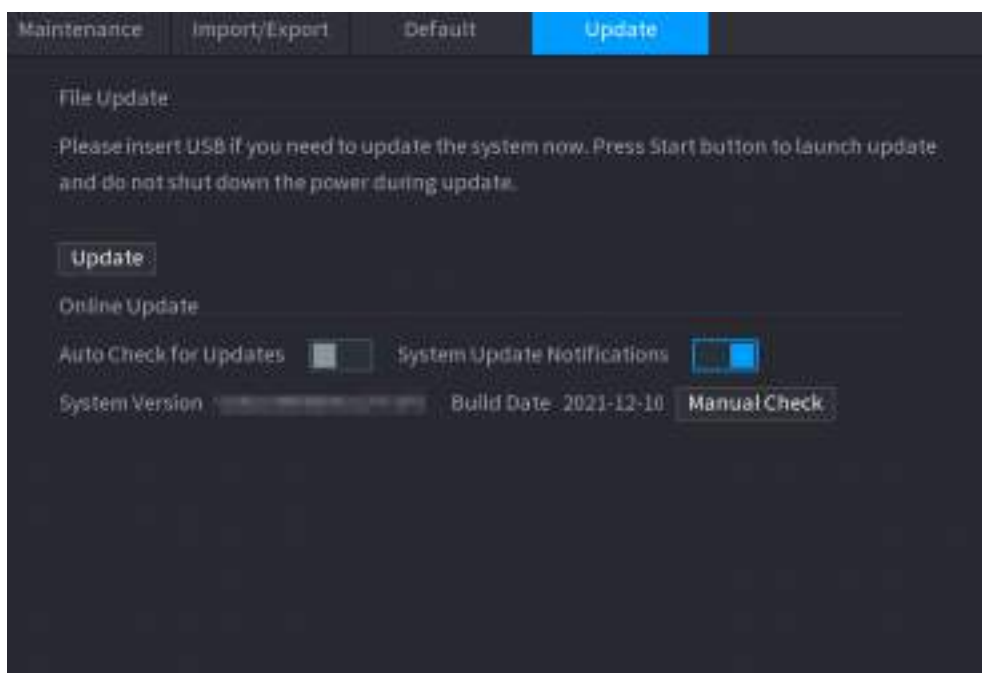 Maintenance Import/Export Default Update
File Update
Please insert USB if you need to update the system now. Press Start button to launch update
and do not shut down the power during update.
Update
Online Update
Auto Check for Updates System Update Notifications
System Version Build Date 2021-12-10 Manual Check